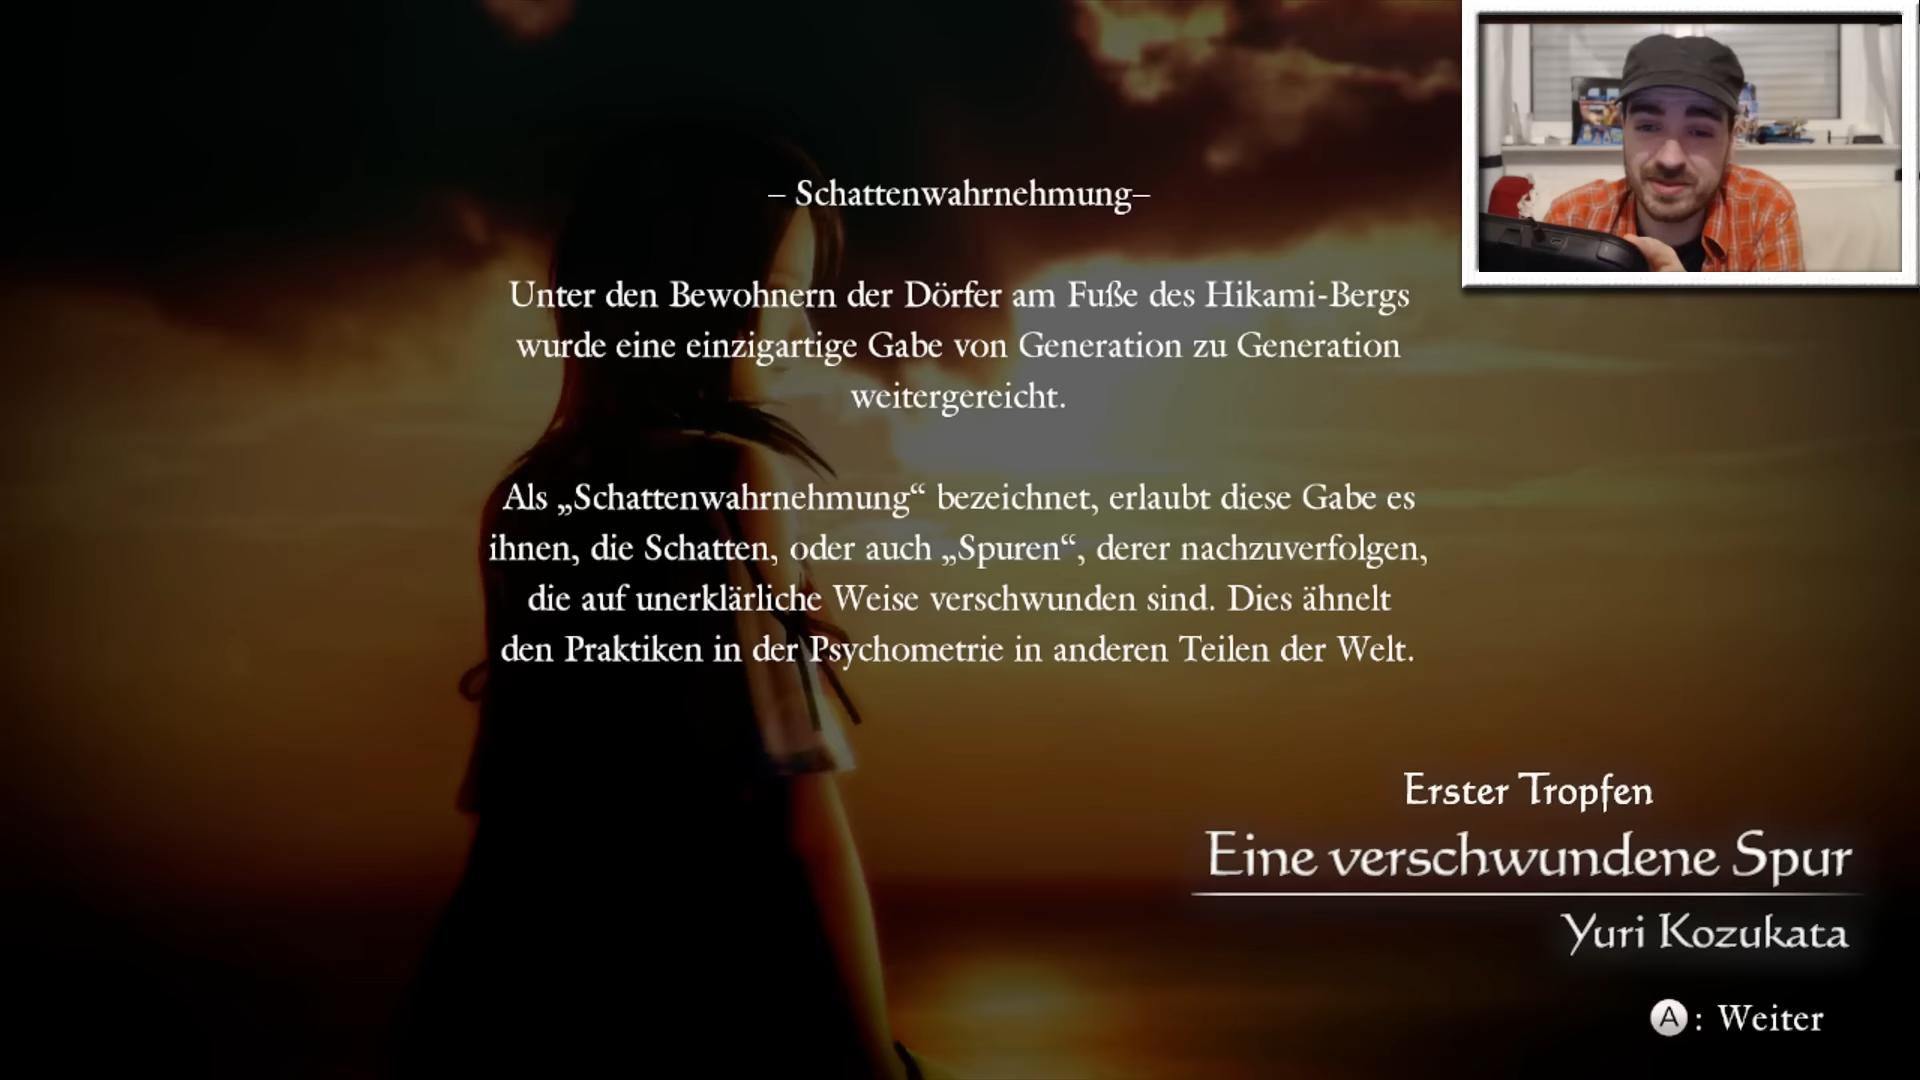 – Schattenwahrnehmung–
Unter den Bewohnern der Dörfer am Fuße des Hikami-Bergs
wurde eine einzigartige Gabe von Generation zu Generation
weitergereicht.
Als „Schattenwahrnehmung“ bezeichnet, erlaubt diese Gabe es
ihnen, die Schatten, oder auch „Spuren“, derer nachzuverfolgen,
die auf unerklärliche Weise verschwunden sind. Dies ähnelt
den Praktiken in der Psychometrie in anderen Teilen der Welt.
Erster Tropfen
Eine verschwundene Spur
Yuri Kozukata
A : Weiter